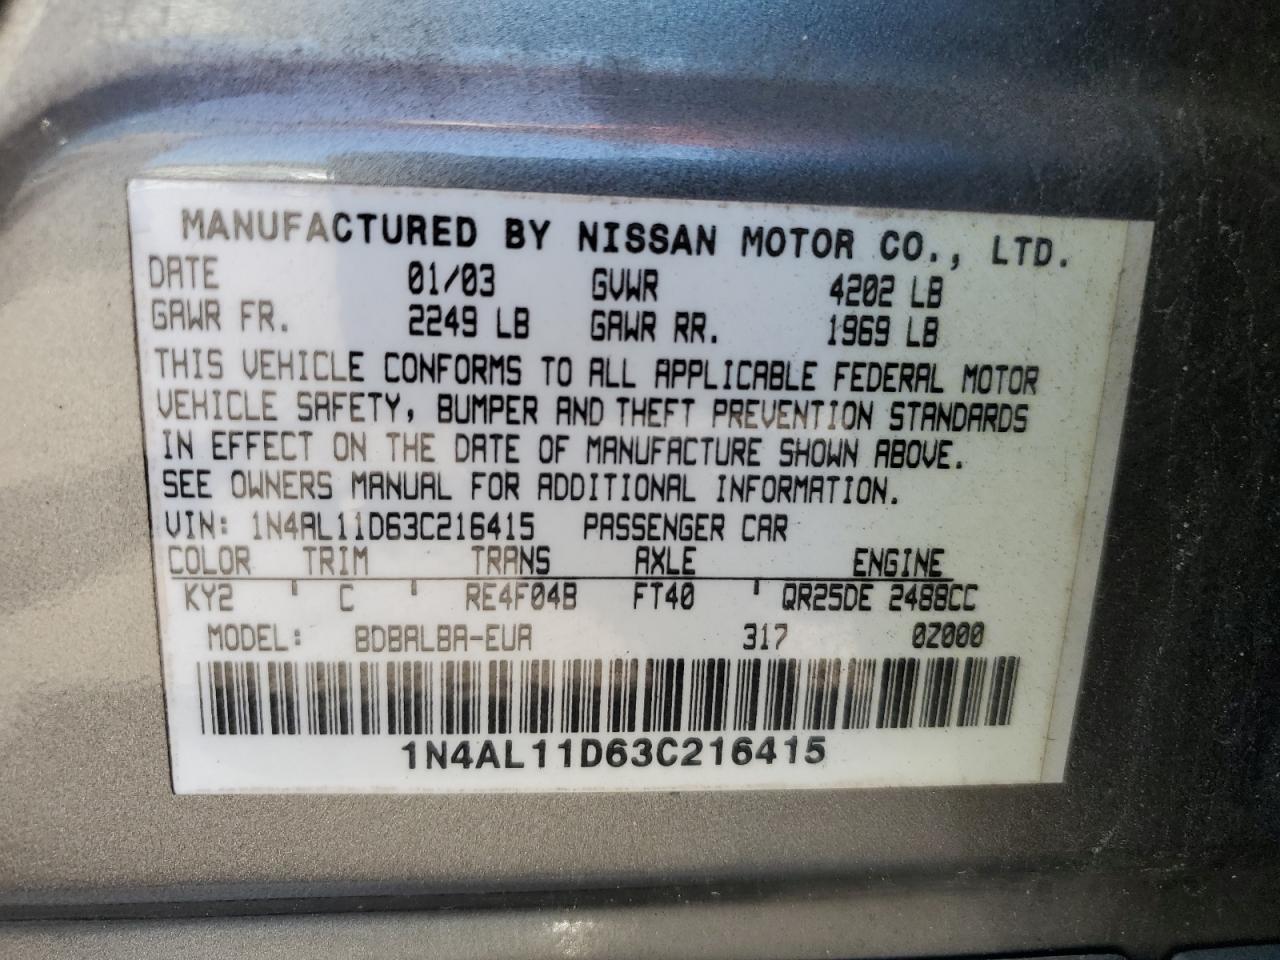 MANUFACTURED BY NISSAN MOTOR CO., LTD.
DATE 01/03 GVWR 4202 LB
GAWR FR. 2249 LB GAWR RR. 1969 LB
THIS VEHICLE CONFORMS TO ALL APPLICABLE FEDERAL MOTOR
VEHICLE SAFETY, BUMPER AND THEFT PREVENTION STANDARDS
IN EFFECT ON THE DATE OF MANUFACTURE SHOWN ABOVE.
SEE OWNERS MANUAL FOR ADDITIONAL INFORMATION.
VIN: 1N4AL11D63C216415 PASSENGER CAR
COLOR TRIM TRANS AXLE ENGINE
KY2 ' C ' RE4F04B FT40 ' QR25DE 2488CC
MODEL: BDBALBA-EUA 317 0Z000
1N4AL11D63C216415